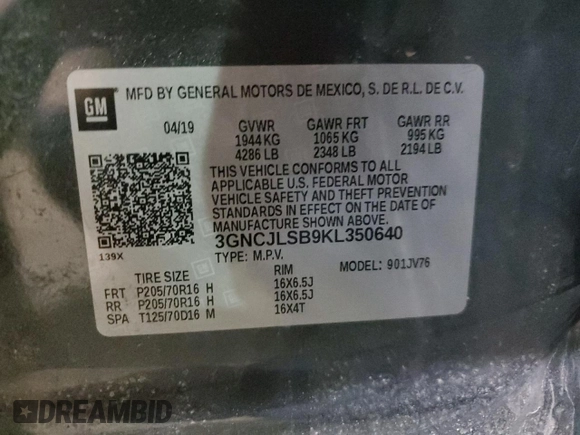 GM
MFD BY GENERAL MOTORS DE MEXICO, S. DE R.L. DE C.V.
04/19 GVWR GAWR FRT GAWR RR
1944 KG 1065 KG 995 KG
4286 LB 2348 LB 2194 LB
THIS VEHICLE CONFORMS TO ALL
APPLICABLE U.S. FEDERAL MOTOR
VEHICLE SAFETY AND THEFT PREVENTION
STANDARDS IN EFFECT ON THE DATE OF
MANUFACTURE SHOWN ABOVE.
3GNCJLSB9KL350640
139X TYPE: M.P.V. MODEL: 901JV76
TIRE SIZE RIM
FRT P205/70R16 H 16X6.5J
RR P205/70R16 H 16X6.5J
SPA T125/70D16 M 16X4T
DREAMBID